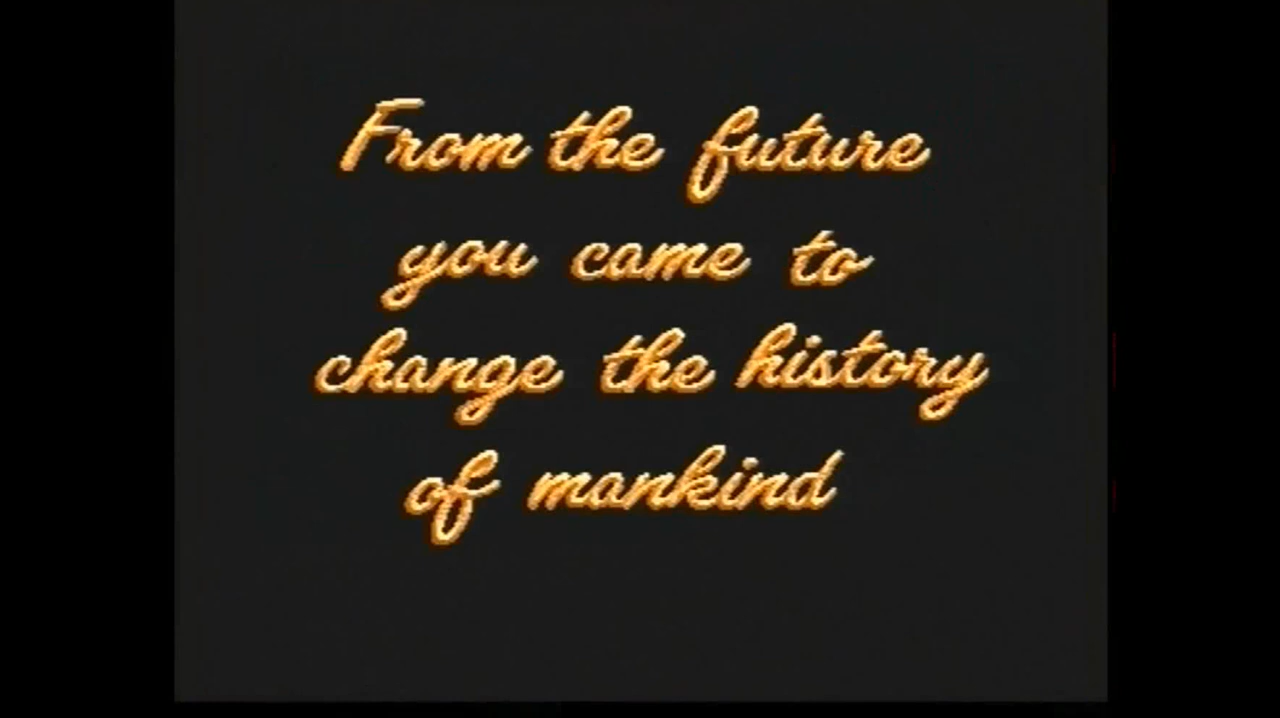 From the future
you came to
change the history
of mankind